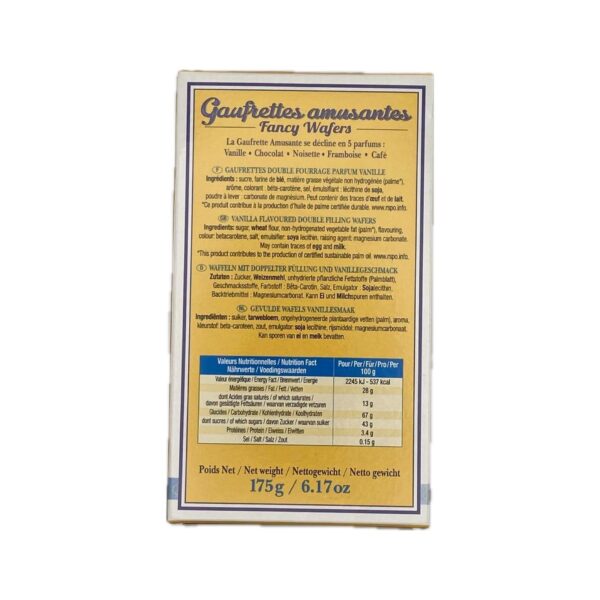 Gaufrettes amusantes
Fancy Wafers
La Gaufrette Amusante se décline en 5 parfums :
Vanille • Chocolat • Noisette • Framboise • Café
F GAUFRETTES DOUBLE FOURRAGE PARFUM VANILLE
Ingrédients : sucre, farine de blé, matière grasse végétale non hydrogénée (palme*),
arôme, colorant : béta-carotène, sel, émulsifiant : lécithine de soja,
poudre à lever : carbonate de magnésium. Peut contenir des traces d'œuf et de lait.
*Ce produit contribue à la production d'huile de palme certifiée durable. www.rspo.info.
GB VANILLA FLAVOURED DOUBLE FILLING WAFERS
Ingredients: sugar, wheat flour, non-hydrogenated vegetable fat (palm*), flavouring,
colour: betacarotene, salt, emulsifier: soya lecithin, raising agent: magnesium carbonate.
May contain traces of egg and milk.
*This product contributes to the production of certified sustainable palm oil. www.rspo.info.
D WAFFELN MIT DOPPELTER FÜLLUNG UND VANILLEGESCHMACK
Zutaten : Zucker, Weizenmehl, unhydrierte pflanzliche Fettstoffe (Palmblatt),
Geschmacksstoffe, Farbstoff : Bêta-Carotin, Salz, Emulgator : Sojalecithin,
Backtriebmittel : Magnesiumcarbonat. Kann Ei und Milchspuren enthalten.
NL GEVULDE WAFELS VANILLESMAAK
Ingrediënten : suiker, tarwebloem, ongehydrogeneerde plantaardige vetten (palm), aroma,
kleurstof: beta-caroteen, zout, emulgator: soja lecithine, rijsmiddel: magnesiumcarbonaat.
Kan sporen van ei en melk bevatten.
Valeurs Nutritionnelles / Nutrition Fact
Nährwerte / Voedingswaarden
Pour/Per/Für/Pro/Per
100 g
Valeur énergétique / Energy Fact / Brennwert / Energie 2245 kJ - 537 kcal
Matières grasses / Fat / Fett / Vetten 28 g
dont Acides gras saturés / of which saturates /
davon gesättigte Fettsäuren / waarvan verzadigde vetzuren 13 g
Glucides / Carbohydrate / Kohlenhydrate / Koolhydraten 67 g
dont sucres / of which sugars / davon Zucker / waarvan suiker 43 g
Protéines / Protein / Eiweiss / Eiwitten 3.4 g
Sel / Salt / Salz / Zout 0.15 g
Poids Net / Net weight / Nettogewicht / Netto gewicht
175g / 6.17oz